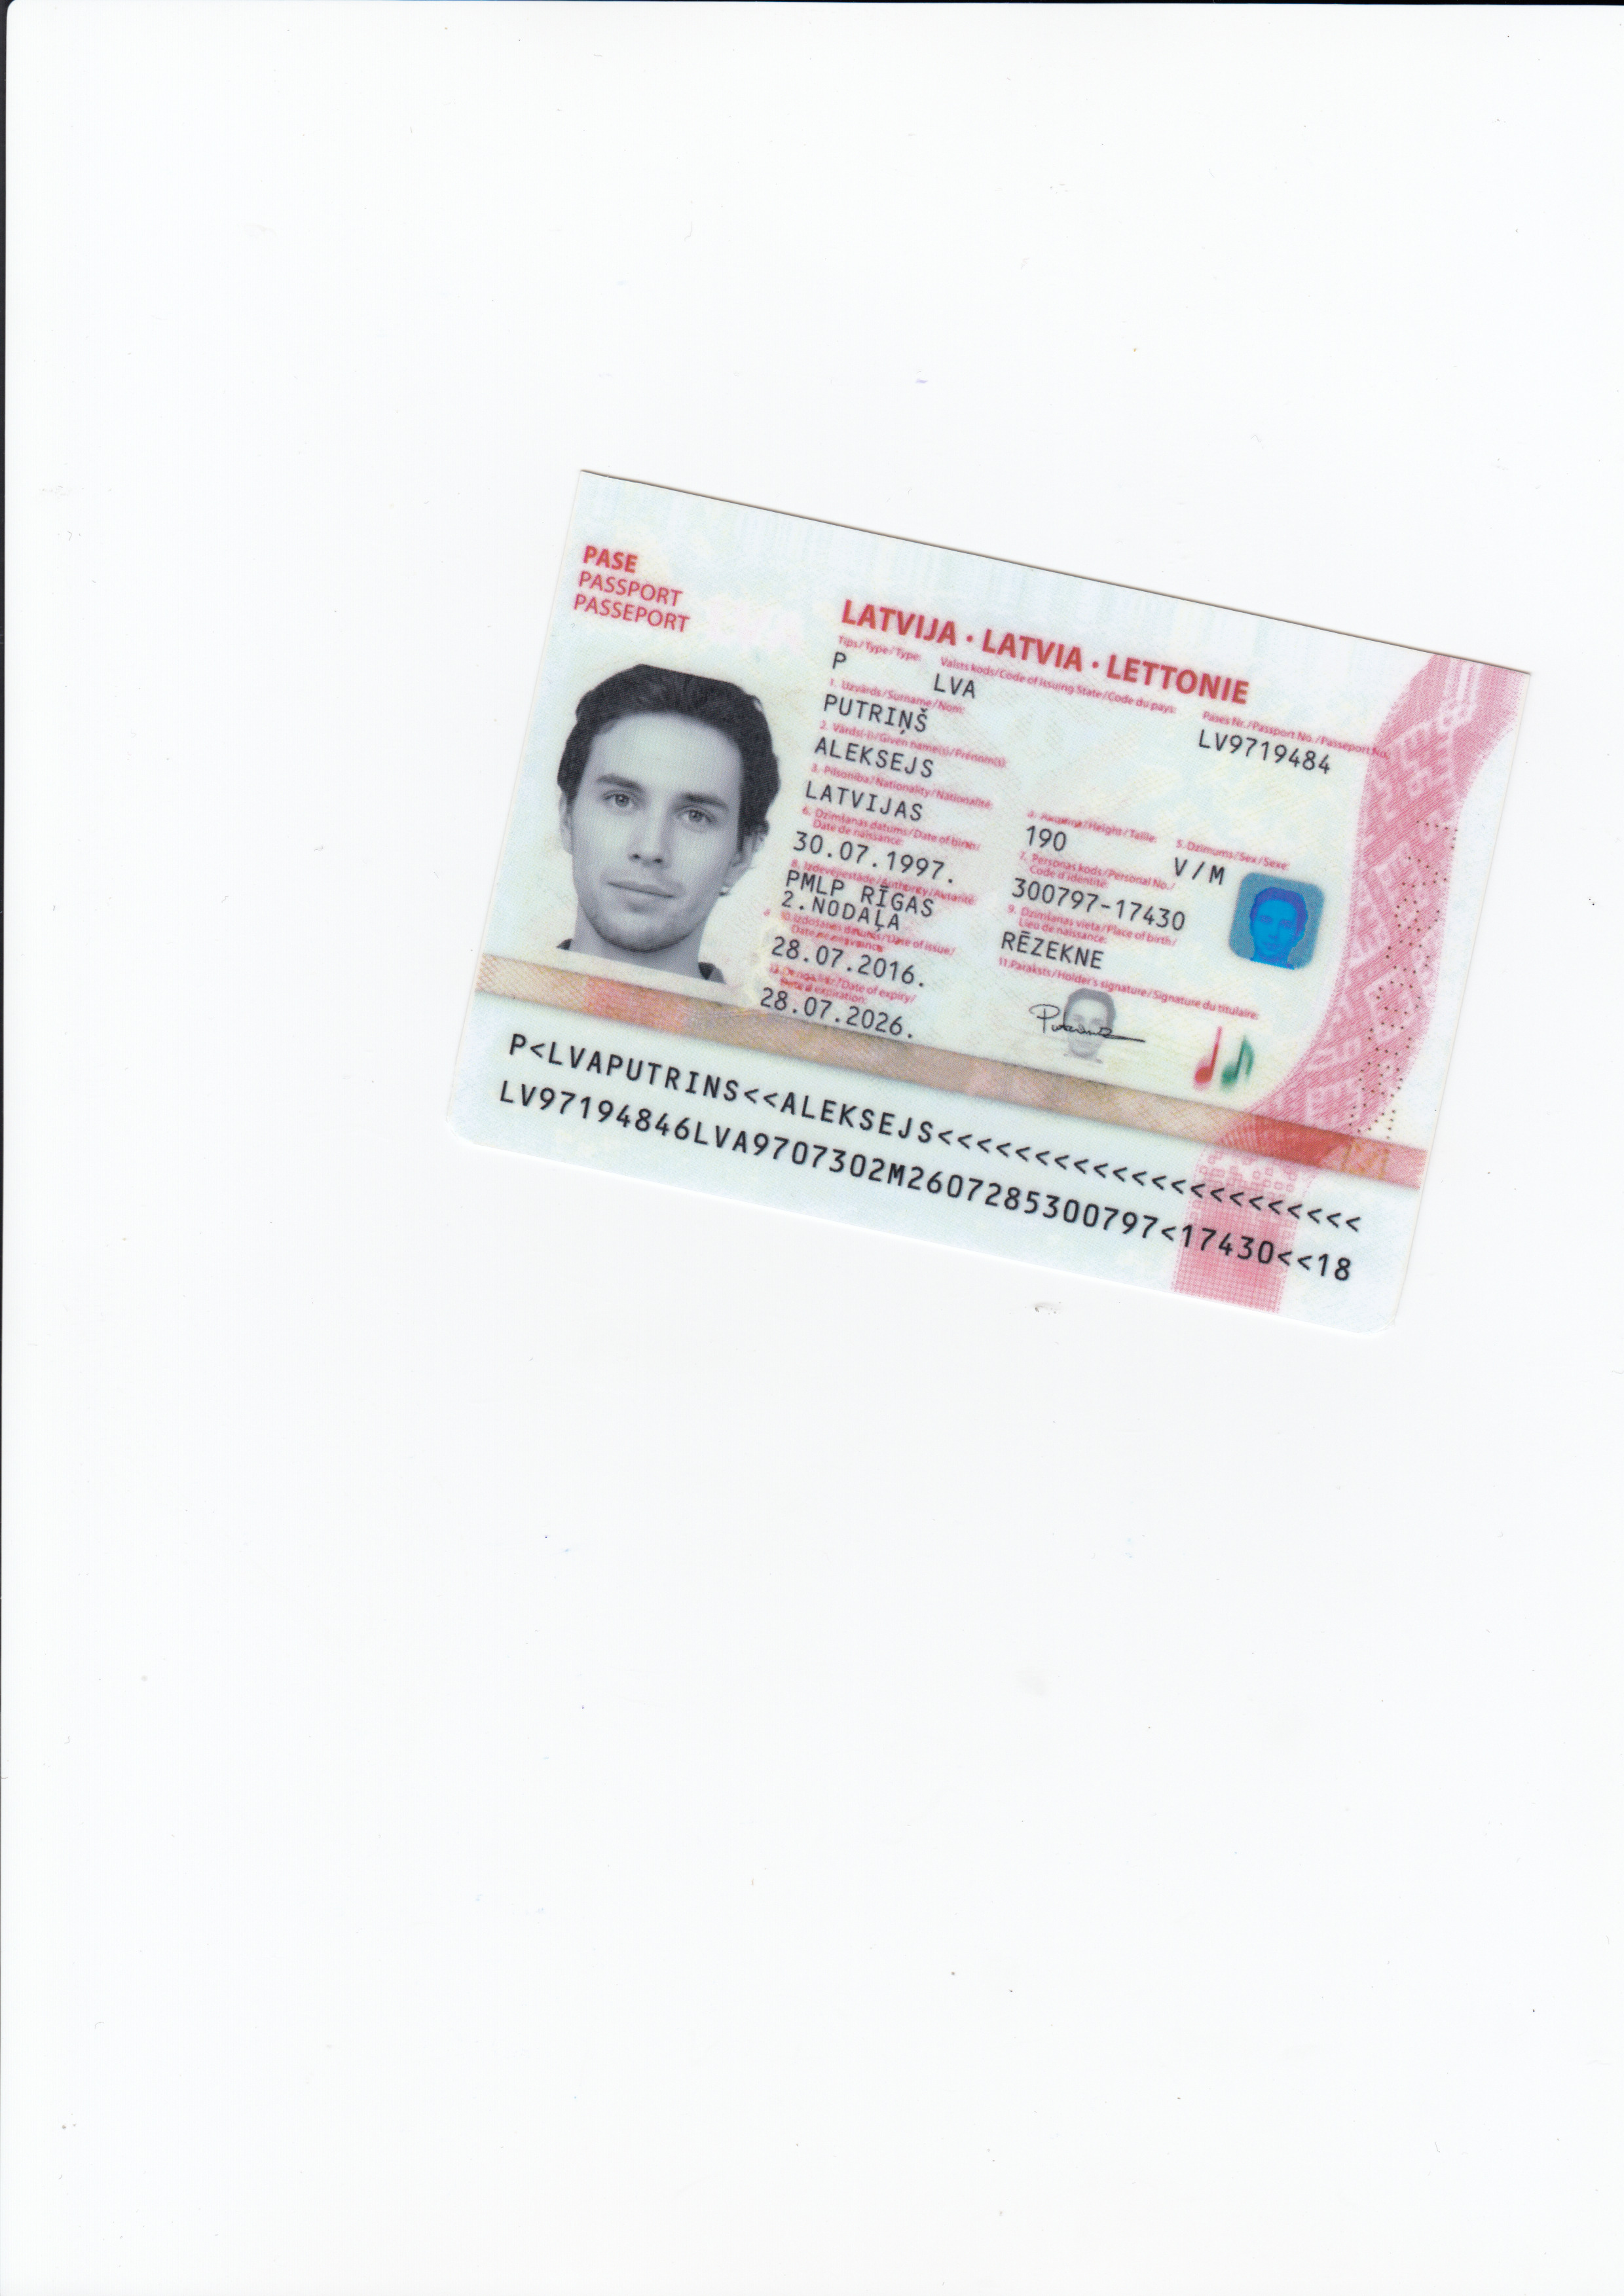 PASE
PASSPORT
PASSEPORT
LATVIJA · LATVIA · LETTONIE
Tips/Type/Type: Valsts kods/Code of issuing State/Code du pays: Pases Nr./Passport No./Passeport No.
P LVA LV9719484
1. Uzvārds/Surname/Nom:
PUTRIŅŠ
2. Vārds(-i)/Given name(s)/Prénom(s):
ALEKSEJS
3. Pilsonība/Nationality/Nationalité:
LATVIJAS
4. Augums/Height/Taille:
190
5. Dzimums/Sex/Sexe:
V/M
6. Dzimšanas datums/Date of birth/
Date de naissance:
30.07.1997.
7. Personas kods/Personal No./
Code d'identité:
300797-17430
8. Izdevējiestāde/Authority/Autorité:
PMLP RĪGAS
2.NODAĻA
9. Dzimšanas vieta/Place of birth/
Lieu de naissance:
RĒZEKNE
10. Izdošanas datums/Date of issue/
28.07.2016.
11. Paraksts/Holder's signature/Signature du titulaire:
/Date of expiry/
Date d'expiration:
28.07.2026.
P<LVAPUTRINS<<ALEKSEJS<<<<<<<<<<<<<<<<<<<<<<
LV97194846LVA9707302M2607285300797<17430<<18